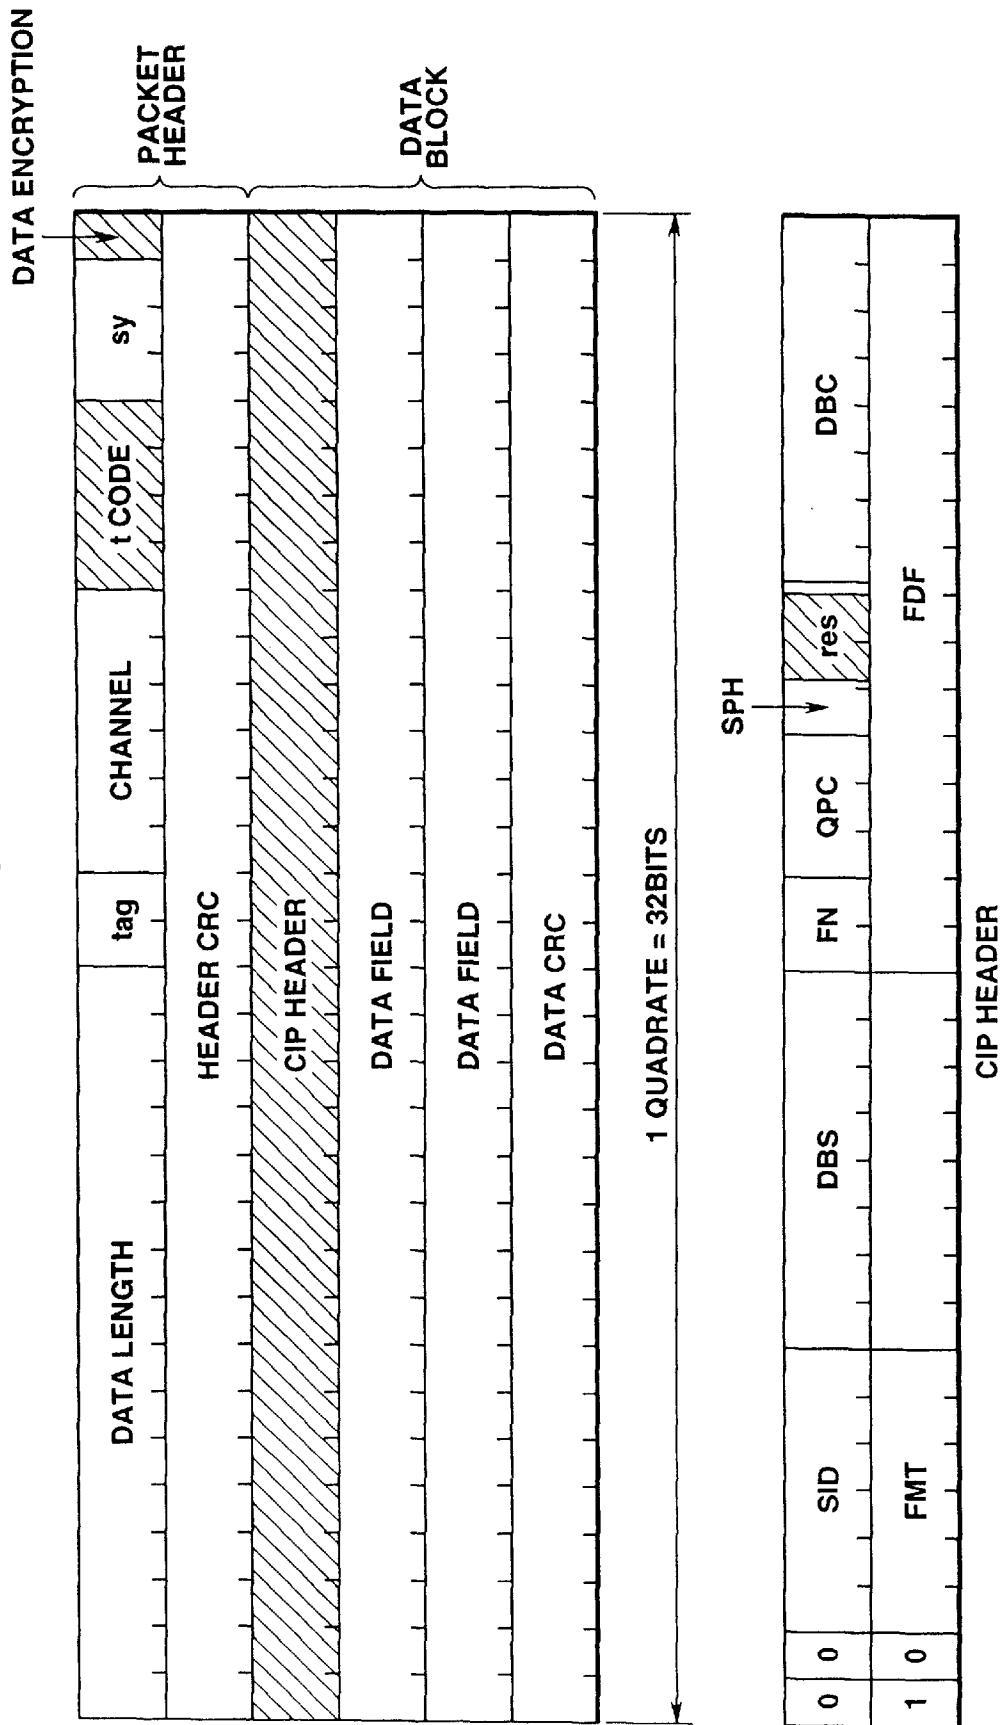 DATA ENCRYPTION
DATA LENGTH
tag
CHANNEL
t CODE
sy
PACKET
HEADER
HEADER CRC
CIP HEADER
DATA FIELD
DATA FIELD
DATA CRC
DATA
BLOCK
1 QUADRATE = 32BITS
SPH
0
0
SID
DBS
FN
QPC
res
DBC
1
0
FMT
FDF
CIP HEADER